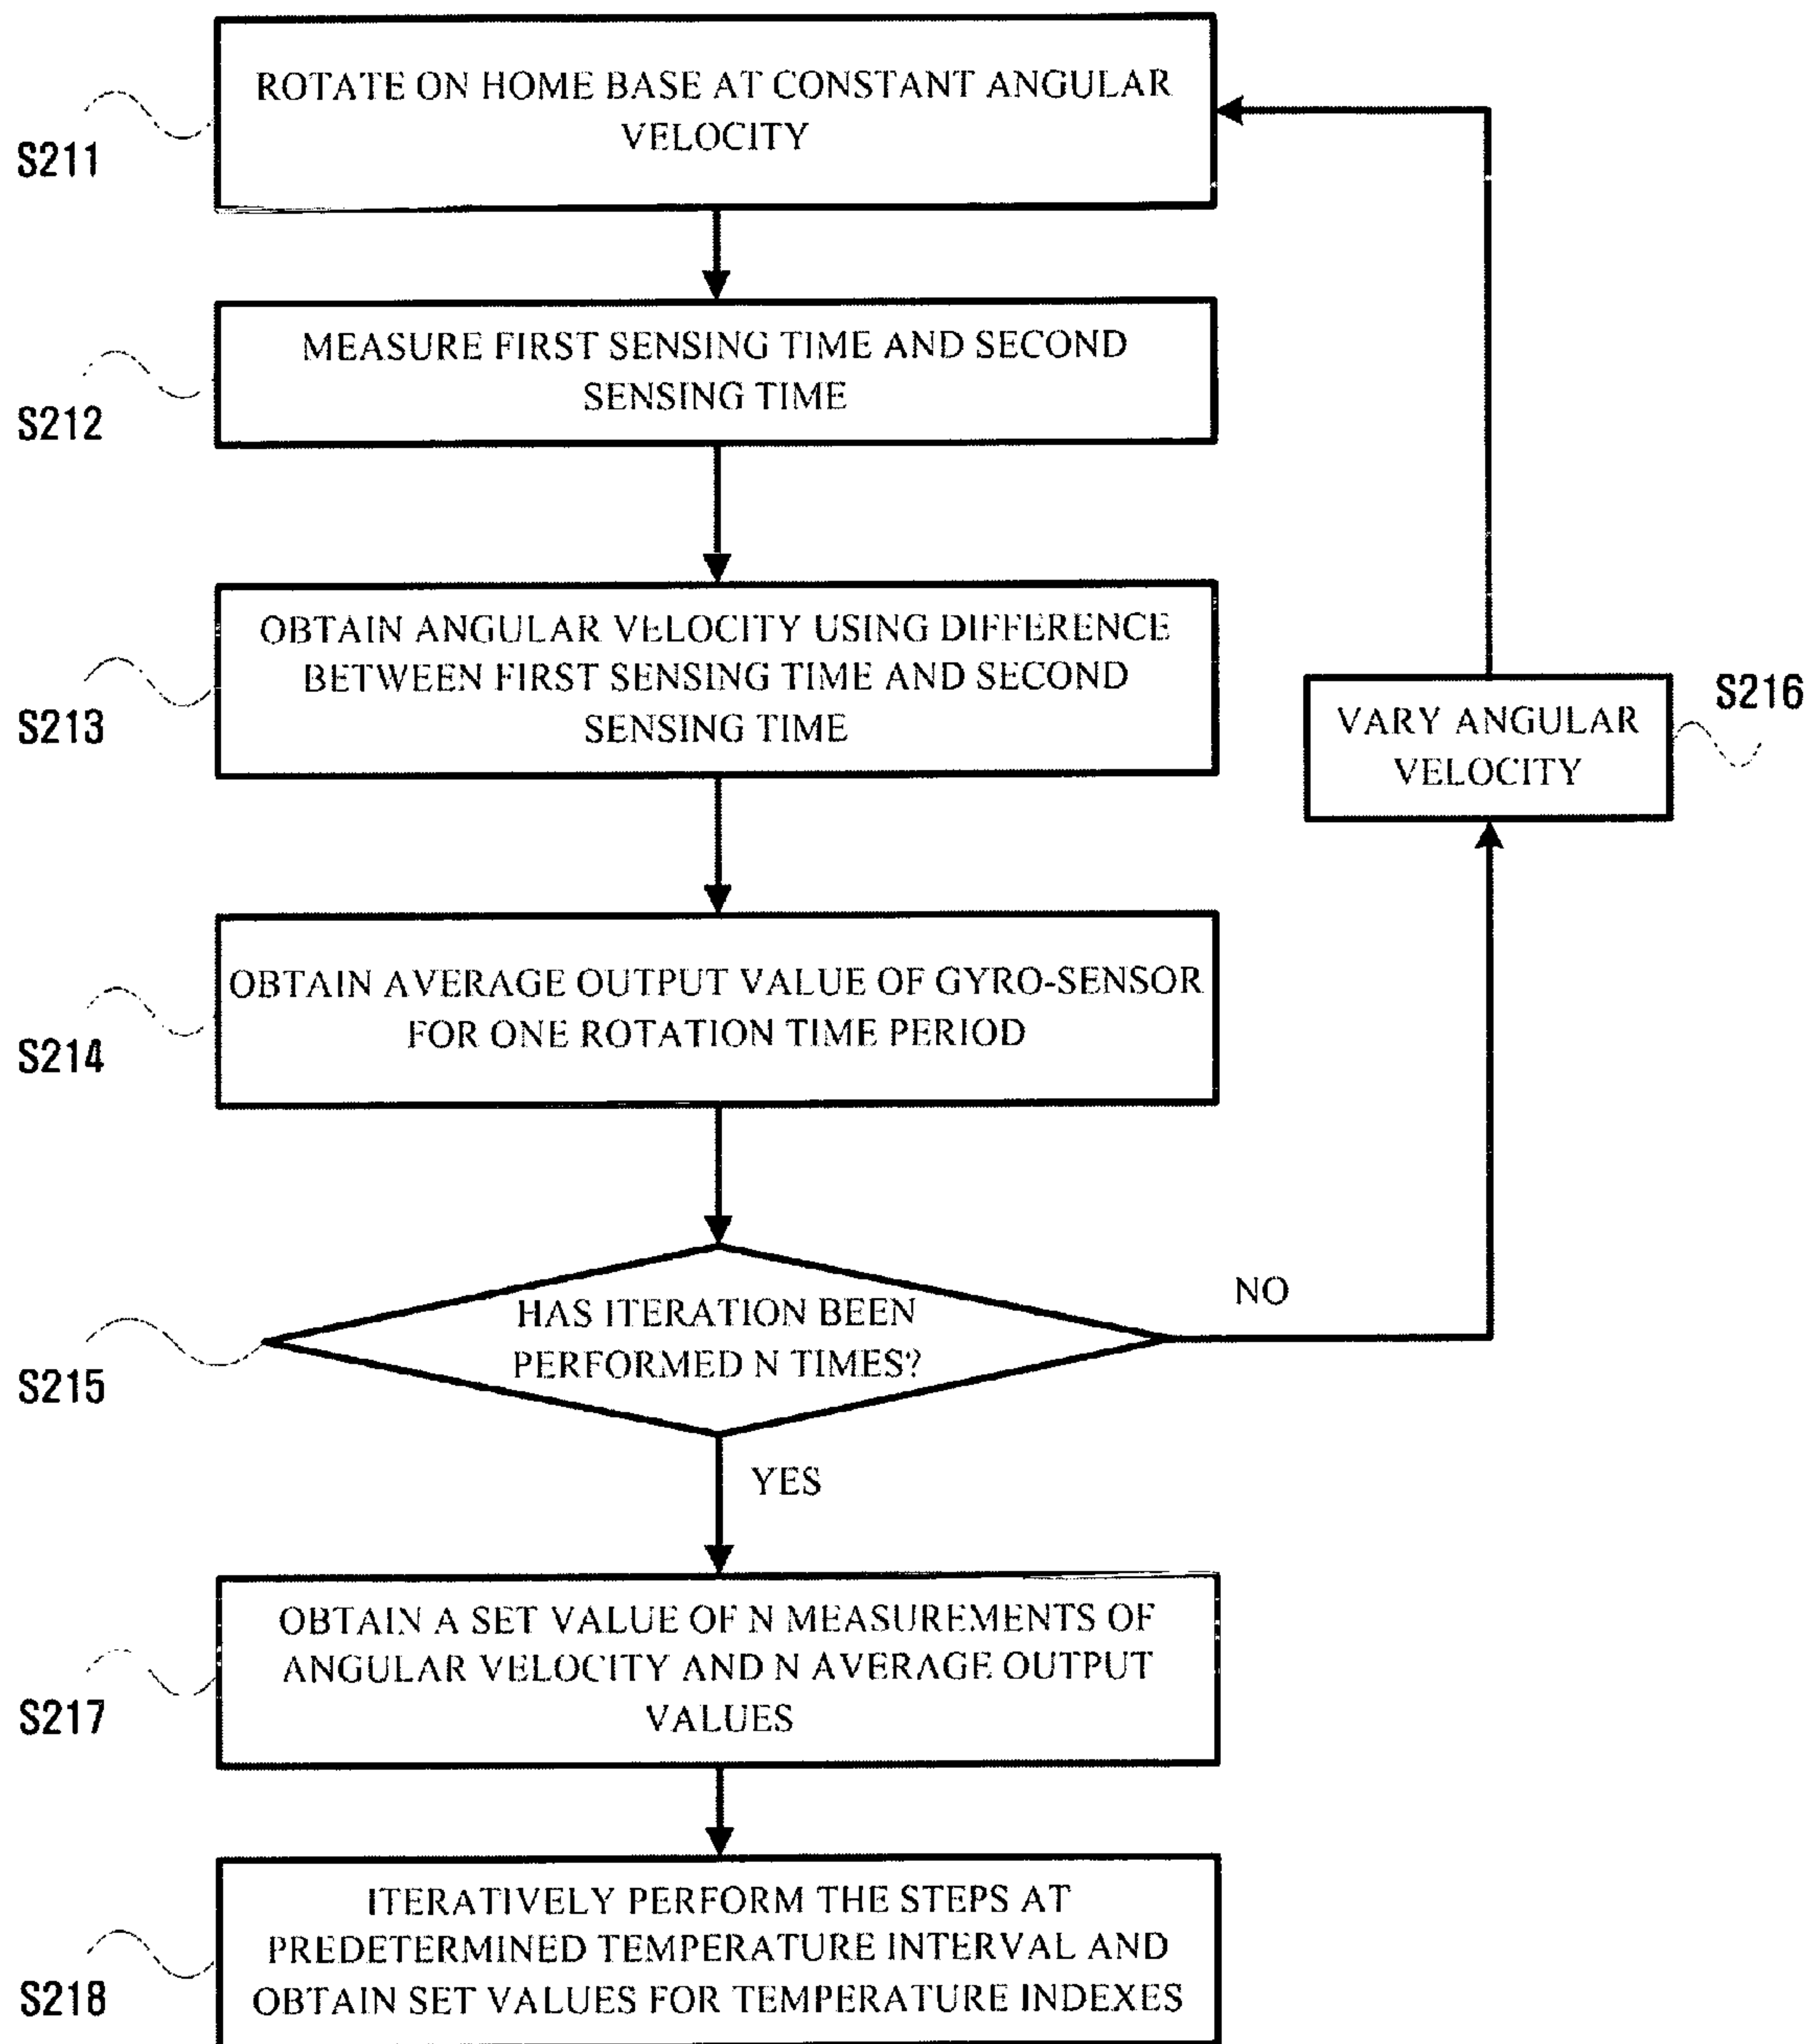 ROTATE ON HOME BASE AT CONSTANT ANGULAR
VELOCITY
S211
MEASURE FIRST SENSING TIME AND SECOND
SENSING TIME
S212
OBTAIN ANGULAR VELOCITY USING DIFFERENCE
BETWEEN FIRST SENSING TIME AND SECOND
SENSING TIME
S213
VARY ANGULAR
VELOCITY
S216
OBTAIN AVERAGE OUTPUT VALUE OF GYRO-SENSOR
FOR ONE ROTATION TIME PERIOD
S214
HAS ITERATION BEEN
PERFORMED N TIMES?
S215
NO
YES
OBTAIN A SET VALUE OF N MEASUREMENTS OF
ANGULAR VELOCITY AND N AVERAGE OUTPUT
VALUES
S217
ITERATIVELY PERFORM THE STEPS AT
PREDETERMINED TEMPERATURE INTERVAL AND
OBTAIN SET VALUES FOR TEMPERATURE INDEXES
S218